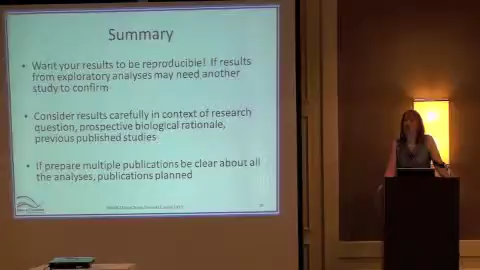 Summary
Want your results to be reproducible! If results
from exploratory analyses may need another
study to confirm
Consider results carefully in context of research
question, prospective biological rationale,
previous published studies
If prepare multiple publications be clear about all
the analyses, publications planned